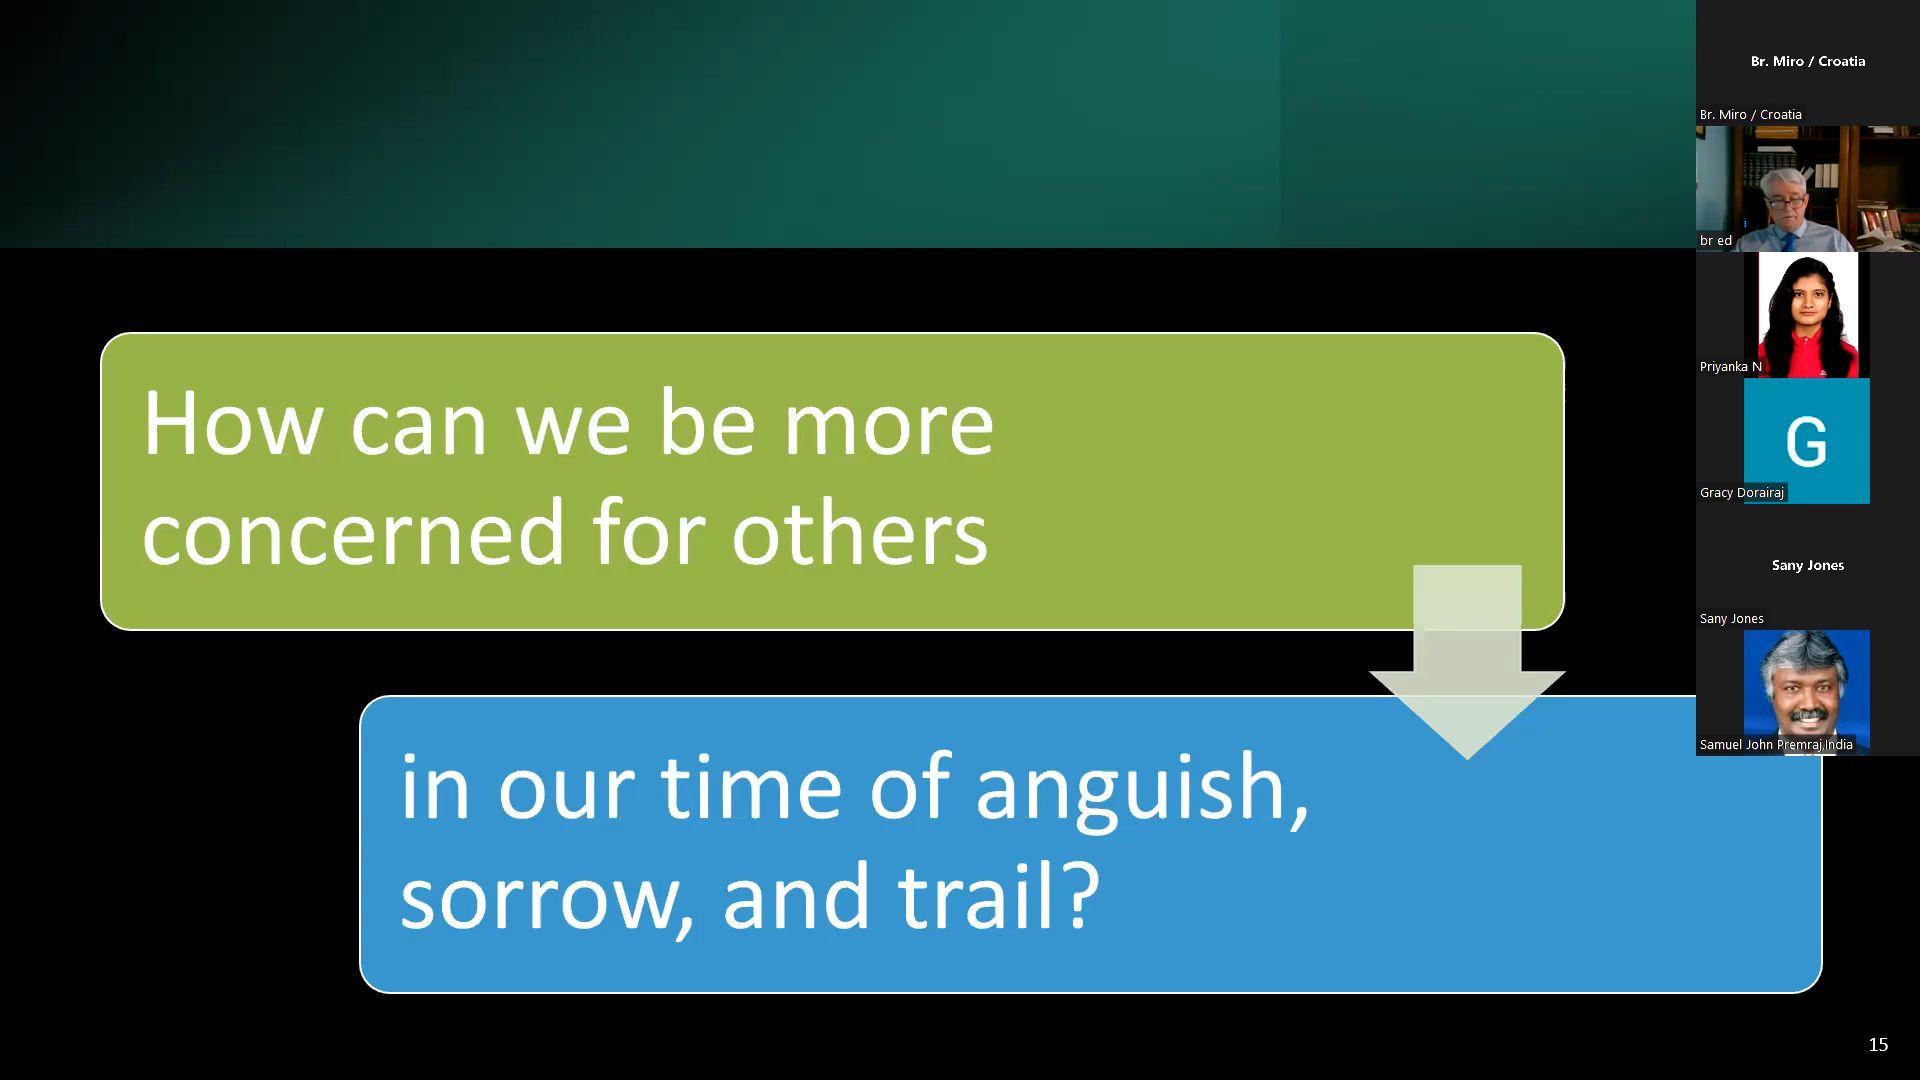 How can we be more
concerned for others
in our time of anguish,
sorrow, and trail?
15
Br. Miro / Croatia
Br. Miro / Croatia
br ed
Priyanka N
G
Gracy Dorairaj
Sany Jones
Sany Jones
Samuel John Premraj,India